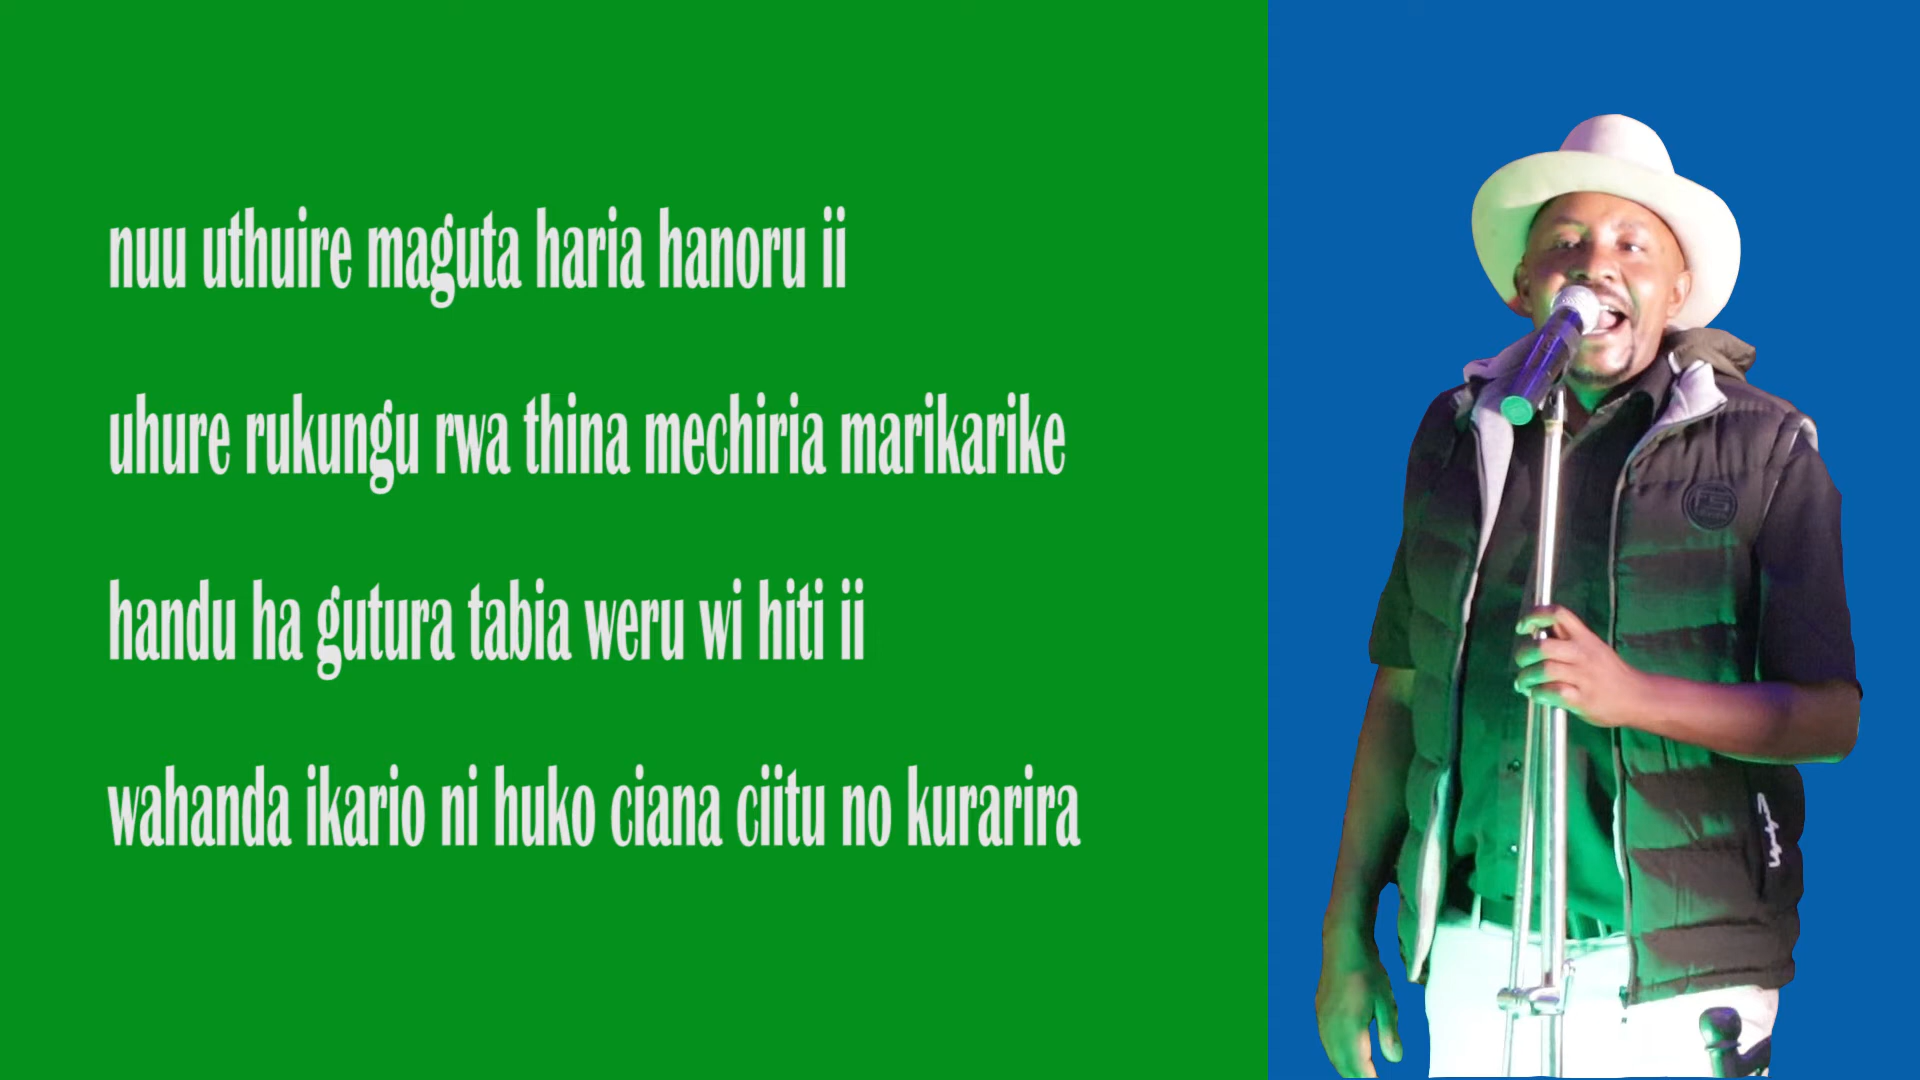 nuu uthuire maguta haria hanoru ii
uhure rukungu rwa thina mechiria marikarike
handu ha gutura tabia weru wi hiti ii
wahanda ikario ni huko ciana ciitu no kurarira